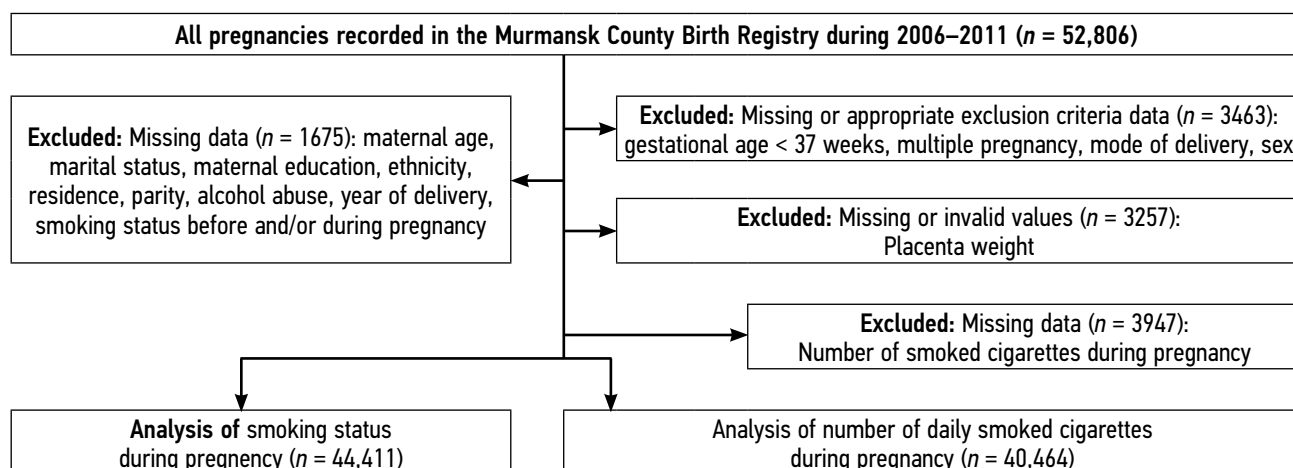 All pregnancies recorded in the Murmansk County Birth Registry during 2006–2011 (n = 52,806)
Excluded: Missing data (n = 1675): maternal age,
marital status, maternal education, ethnicity,
residence, parity, alcohol abuse, year of delivery,
smoking status before and/or during pregnancy
Excluded: Missing or appropriate exclusion criteria data (n = 3463):
gestational age < 37 weeks, multiple pregnancy, mode of delivery, sex
Excluded: Missing or invalid values (n = 3257):
Placenta weight
Excluded: Missing data (n = 3947):
Number of smoked cigarettes during pregnancy
Analysis of smoking status
during pregnency (n = 44,411)
Analysis of number of daily smoked cigarettes
during pregnancy (n = 40,464)